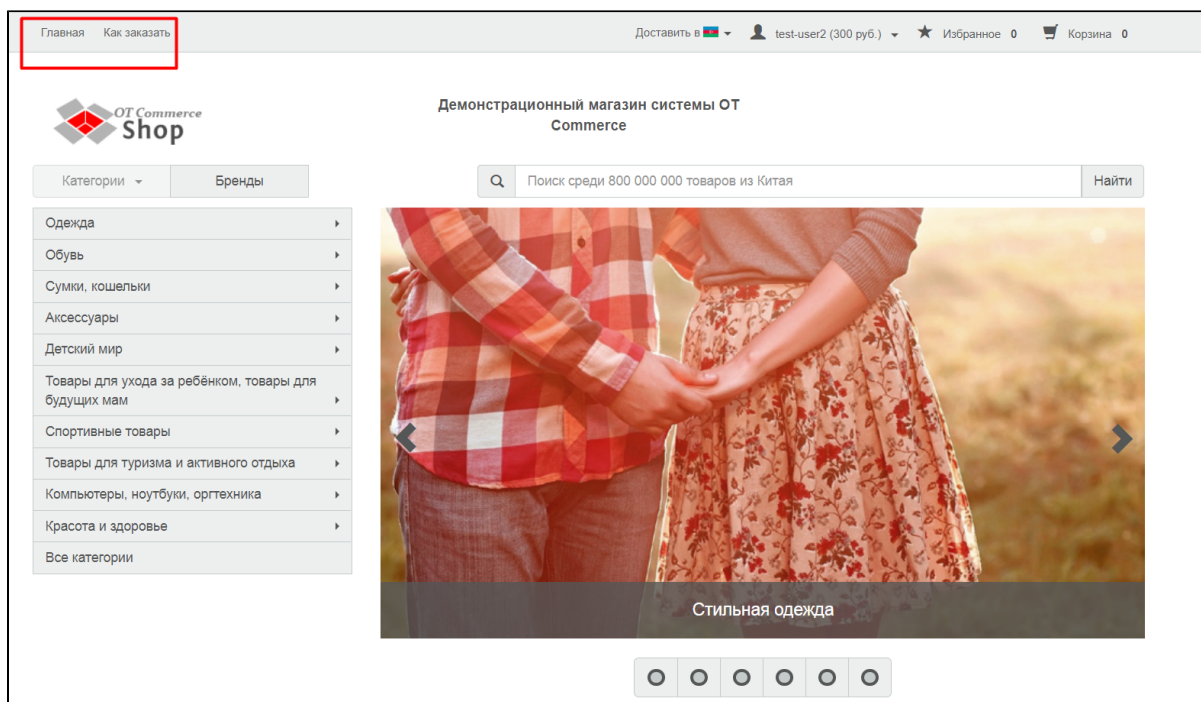 Главная Как заказать Доставить в test-user2 (300 руб.) Избранное 0 Корзина 0
OT Commerce
Shop
Демонстрационный магазин системы OT
Commerce
Категории Бренды Поиск среди 800 000 000 товаров из Китая Найти
Одежда
Обувь
Сумки, кошельки
Аксессуары
Детский мир
Товары для ухода за ребёнком, товары для
будущих мам
Спортивные товары
Товары для туризма и активного отдыха
Компьютеры, ноутбуки, оргтехника
Красота и здоровье
Все категории
Стильная одежда